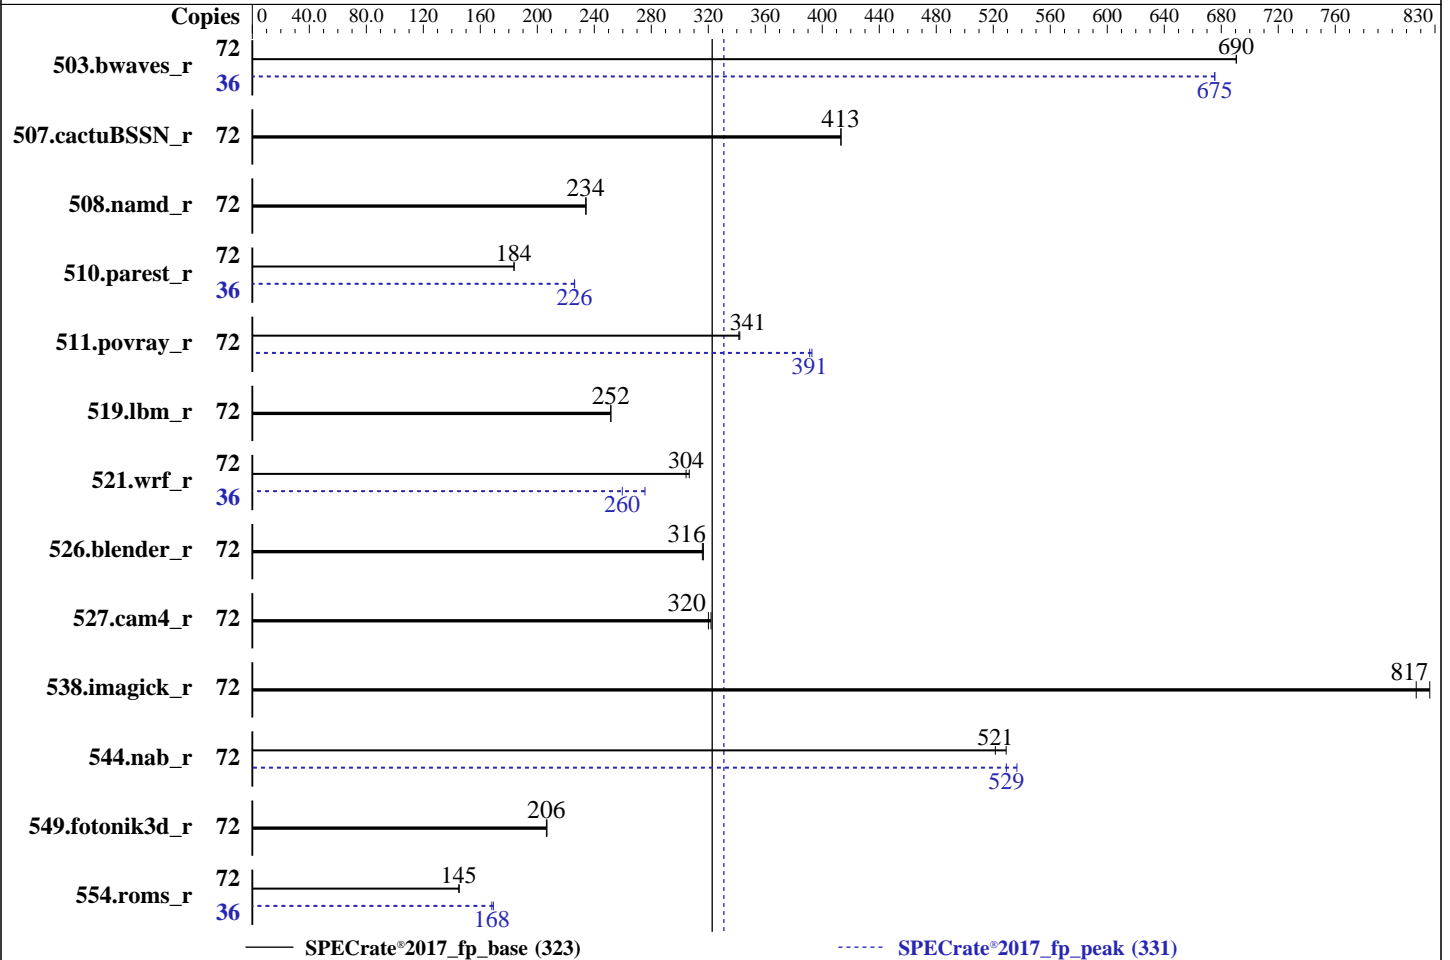 Copies 0 40.0 80.0 120 160 200 240 280 320 360 400 440 480 520 560 600 640 680 720 760 830
503.bwaves_r 72 690
36 675
507.cactuBSSN_r 72 413
508.namd_r 72 234
510.parest_r 72 184
36 226
511.povray_r 72 341
391
519.lbm_r 72 252
521.wrf_r 72 304
36 260
526.blender_r 72 316
527.cam4_r 72 320
538.imagick_r 72 817
544.nab_r 72 521
529
549.fotonik3d_r 72 206
554.roms_r 72 145
36 168
SPECrate®2017_fp_base (323) SPECrate®2017_fp_peak (331)